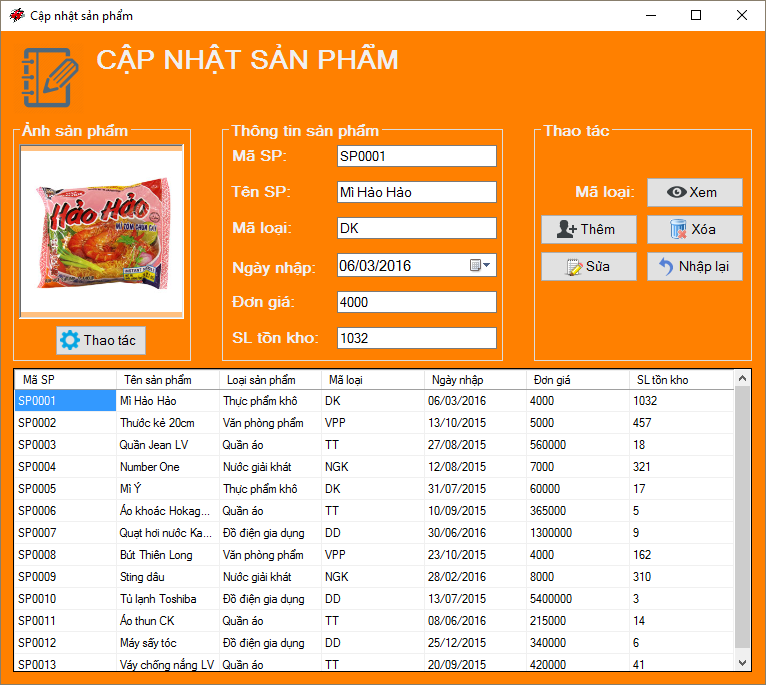 Cập nhật sản phẩm
CẬP NHẬT SẢN PHẨM
Ảnh sản phẩm
Hảo Hảo
MÌ TÔM CHUA CAY
Thao tác
Thông tin sản phẩm
Mã SP: SP0001
Tên SP: Mì Hảo Hảo
Mã loại: DK
Ngày nhập: 06/03/2016
Đơn giá: 4000
SL tồn kho: 1032
Thao tác
Mã loại: Xem
Thêm Xóa
Sửa Nhập lại
Mã SP Tên sản phẩm Loại sản phẩm Mã loại Ngày nhập Đơn giá SL tồn kho
SP0001 Mì Hảo Hảo Thực phẩm khô DK 06/03/2016 4000 1032
SP0002 Thước kẻ 20cm Văn phòng phẩm VPP 13/10/2015 5000 457
SP0003 Quần Jean LV Quần áo TT 27/08/2015 560000 18
SP0004 Number One Nước giải khát NGK 12/08/2015 7000 321
SP0005 Mì Ý Thực phẩm khô DK 31/07/2015 60000 17
SP0006 Áo khoác Hokag... Quần áo TT 10/09/2015 365000 5
SP0007 Quạt hơi nước Ka... Đồ điện gia dụng DD 30/06/2016 1300000 9
SP0008 Bút Thiên Long Văn phòng phẩm VPP 23/10/2015 4000 162
SP0009 Sting dâu Nước giải khát NGK 28/02/2016 8000 310
SP0010 Tủ lạnh Toshiba Đồ điện gia dụng DD 13/07/2015 5400000 3
SP0011 Áo thun CK Quần áo TT 08/06/2016 215000 14
SP0012 Máy sấy tóc Đồ điện gia dụng DD 25/12/2015 340000 6
SP0013 Váy chống nắng LV Quần áo TT 20/09/2015 420000 41